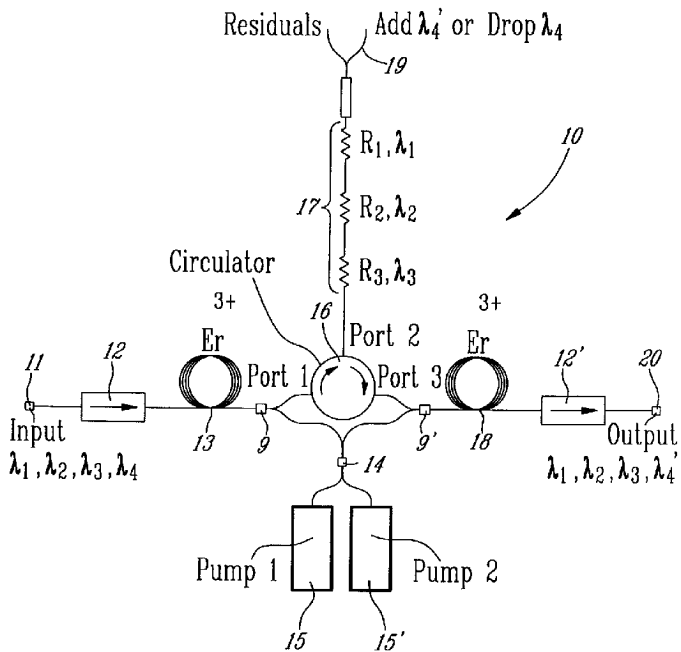 Residuals
Add λ4' or Drop λ4
19
R1, λ1
10
17
R2, λ2
Circulator
R3, λ3
3+
Er
16
Port 2
3+
Er
11
12
Port 1
Port 3
12'
20
13
9
9'
18
Input
λ1, λ2, λ3, λ4
14
Output
λ1, λ2, λ3, λ4'
Pump 1
Pump 2
15
15'